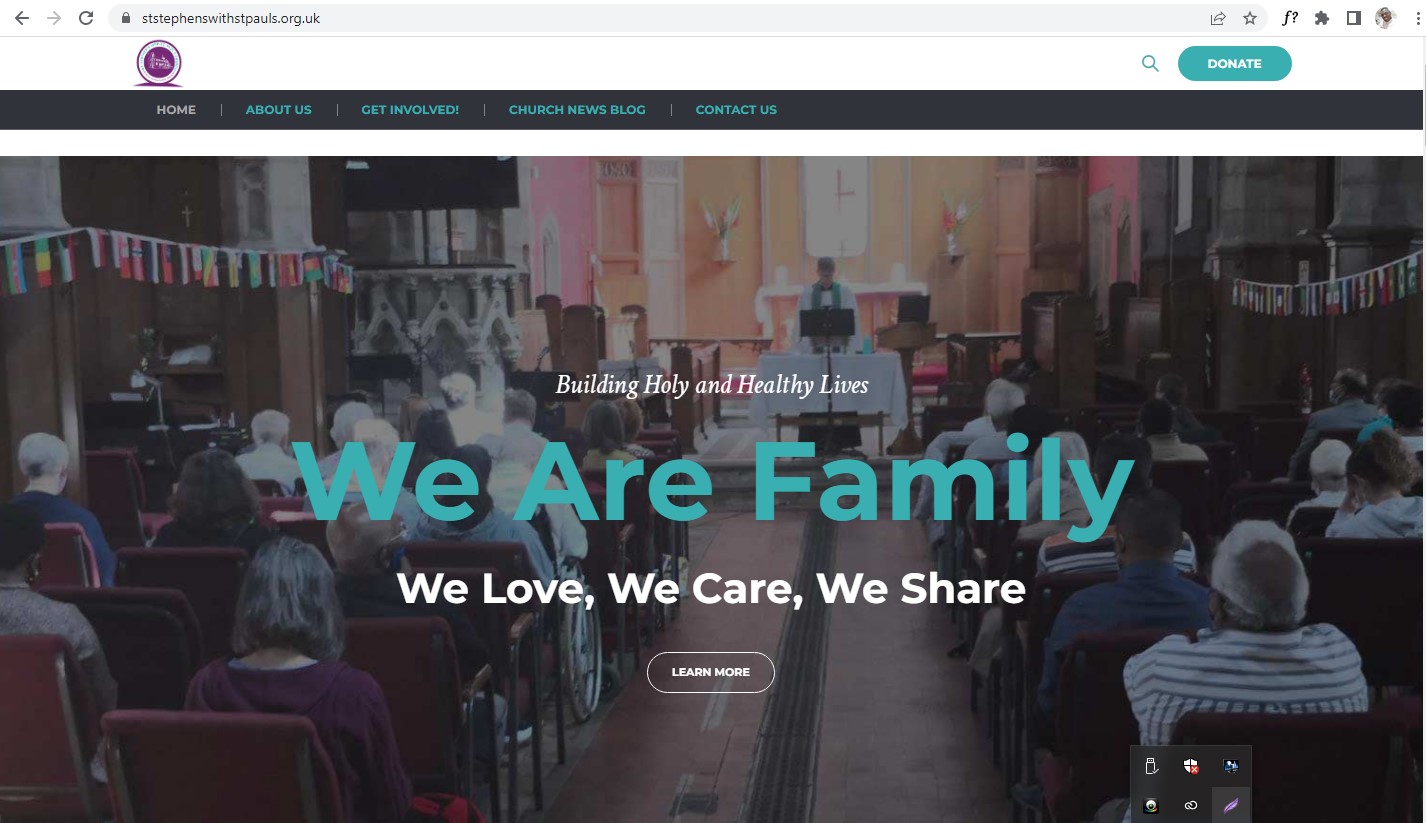 ststephenswithstpauls.org.uk
f?
DONATE
HOME
ABOUT US
GET INVOLVED!
CHURCH NEWS BLOG
CONTACT US
Building Holy and Healthy Lives
We Are Family
We Love, We Care, We Share
LEARN MORE